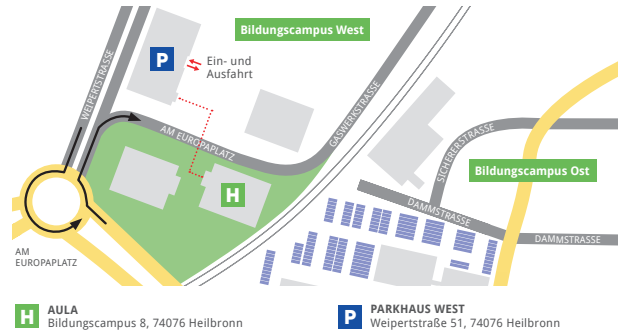 Bildungscampus West
P
Ein- und
Ausfahrt
WEIPERTSTRASSE
AM EUROPAPLATZ
GASWERKSTRASSE
SICHERERSTRASSE
Bildungscampus Ost
H
DAMMSTRASSE
DAMMSTRASSE
AM
EUROPAPLATZ
H AULA
Bildungscampus 8, 74076 Heilbronn
P PARKHAUS WEST
Weipertstraße 51, 74076 Heilbronn